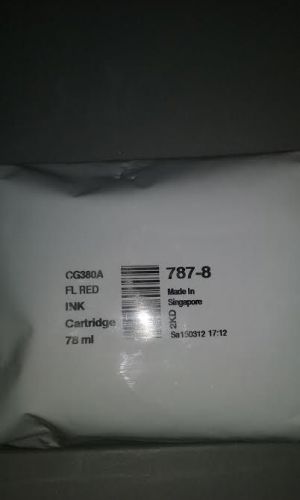 CG380A
FL RED
INK
Cartridge
78 ml
787-8
Made In
Singapore
2KD
Sa150312 17:12